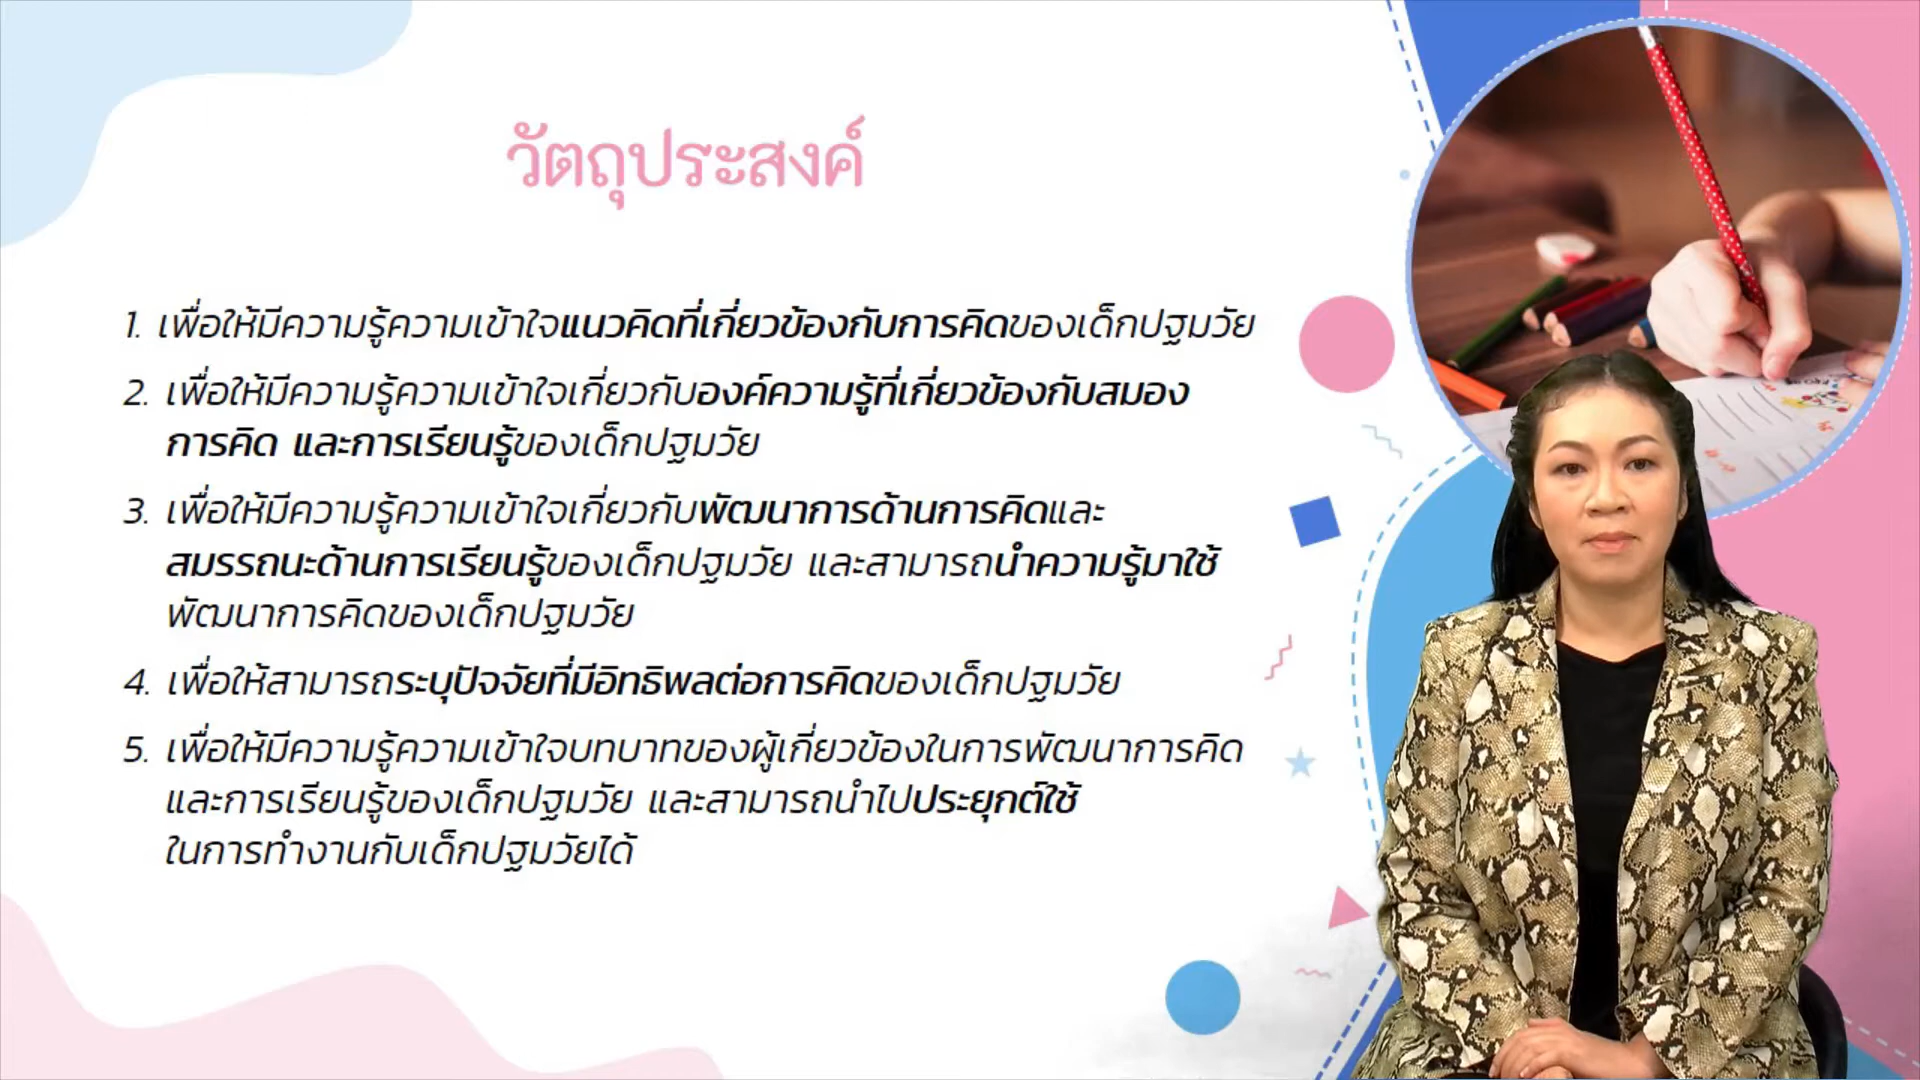 วัตถุประสงค์
1. เพื่อให้มีความรู้ความเข้าใจแนวคิดที่เกี่ยวข้องกับการคิดของเด็กปฐมวัย
2. เพื่อให้มีความรู้ความเข้าใจเกี่ยวกับองค์ความรู้ที่เกี่ยวข้องกับสมอง
การคิด และการเรียนรู้ของเด็กปฐมวัย
3. เพื่อให้มีความรู้ความเข้าใจเกี่ยวกับพัฒนาการด้านการคิดและ
สมรรถนะด้านการเรียนรู้ของเด็กปฐมวัย และสามารถนำความรู้มาใช้
พัฒนาการคิดของเด็กปฐมวัย
4. เพื่อให้สามารถระบุปัจจัยที่มีอิทธิพลต่อการคิดของเด็กปฐมวัย
5. เพื่อให้มีความรู้ความเข้าใจบทบาทของผู้เกี่ยวข้องในการพัฒนาการคิด
และการเรียนรู้ของเด็กปฐมวัย และสามารถนำไปประยุกต์ใช้
ในการทำงานกับเด็กปฐมวัยได้